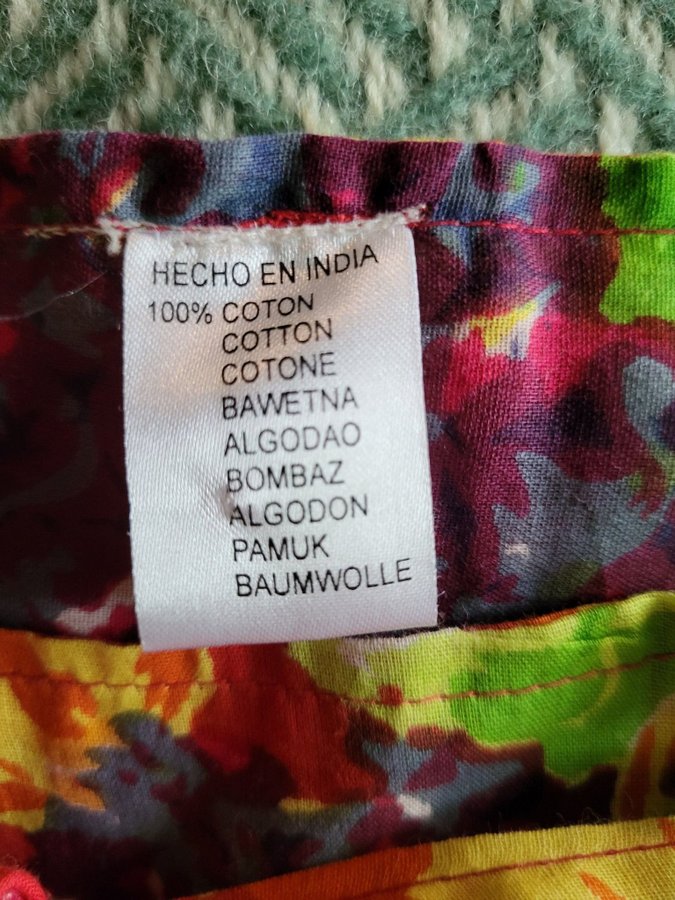 HECHO EN INDIA
100% COTON
COTTON
COTONE
BAWETNA
ALGODAO
BOMBAZ
ALGODON
PAMUK
BAUMWOLLE